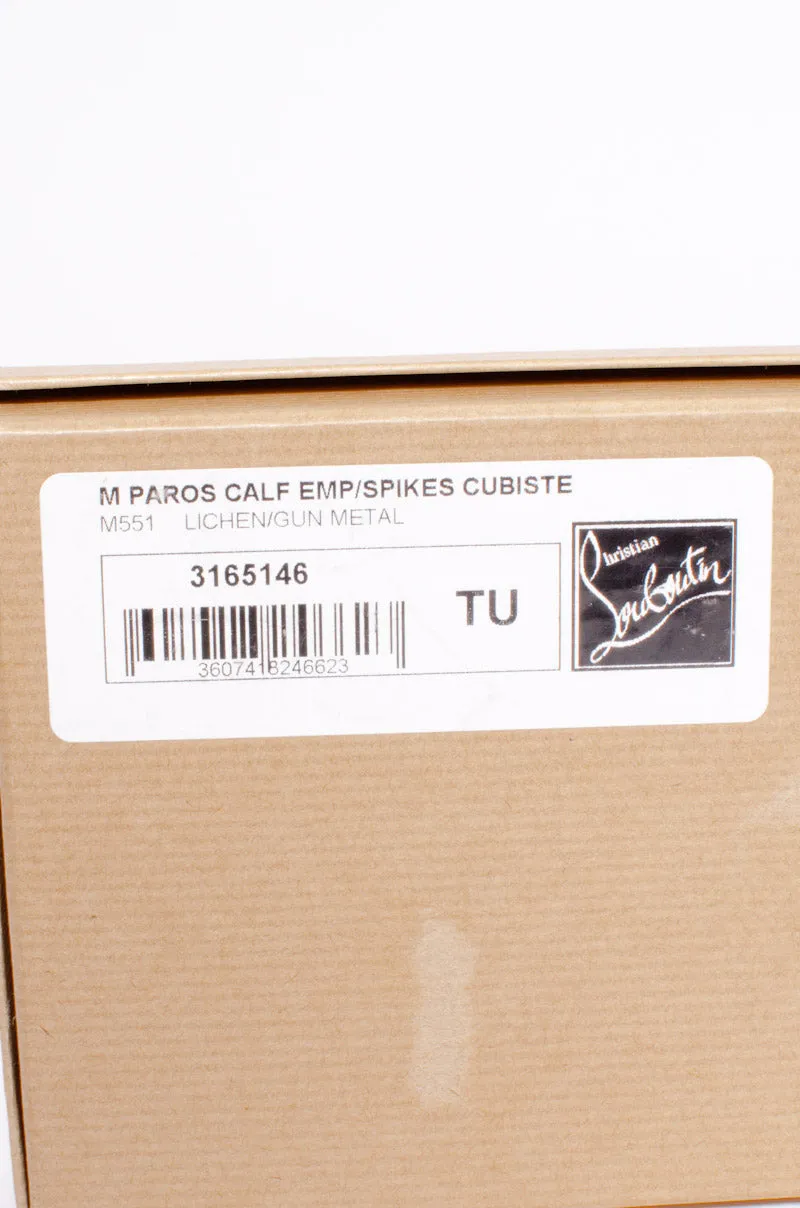 M PAROS CALF EMP/SPIKES CUBISTE
M551 LICHEN/GUN METAL
3165146
TU
3607418246623
Christian
Louboutin